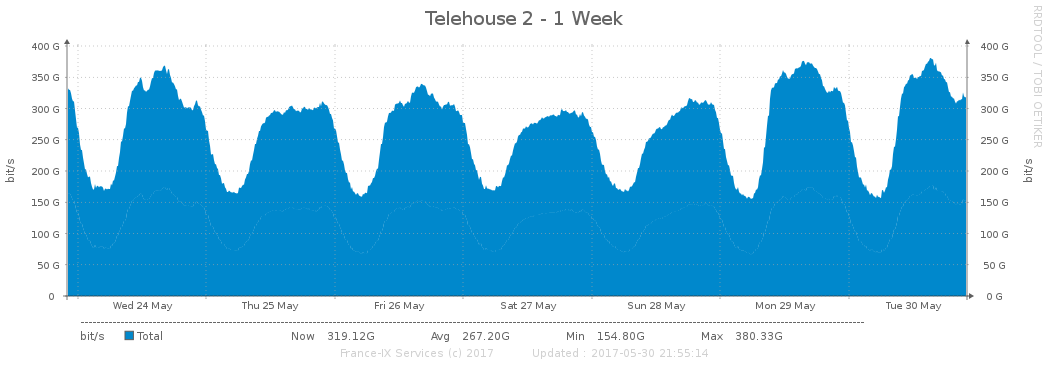 Telehouse 2 - 1 Week
RRDTOOL / TOBI OETIKER
400 G 400 G
350 G 350 G
300 G 300 G
250 G 250 G
200 G 200 G
150 G 150 G
100 G 100 G
50 G 50 G
0 0 G
bit/s bit/s
Wed 24 May Thu 25 May Fri 26 May Sat 27 May Sun 28 May Mon 29 May Tue 30 May
bit/s Total Now 319.12G Avg 267.20G Min 154.80G Max 380.33G
France-IX Services (c) 2017 Updated : 2017-05-30 21:55:14